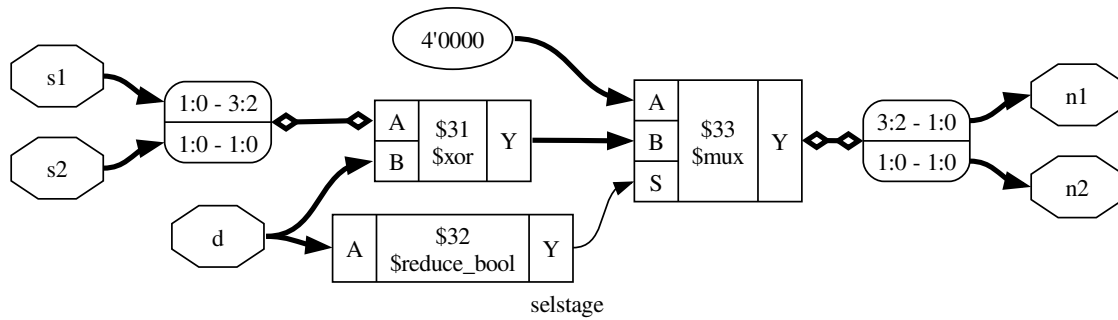 4'0000
s1
s2
1:0 - 3:2
1:0 - 1:0
A
B
$31
$xor
Y
d
A
$32
$reduce_bool
Y
A
B
S
$33
$mux
Y
3:2 - 1:0
1:0 - 1:0
n1
n2
selstage